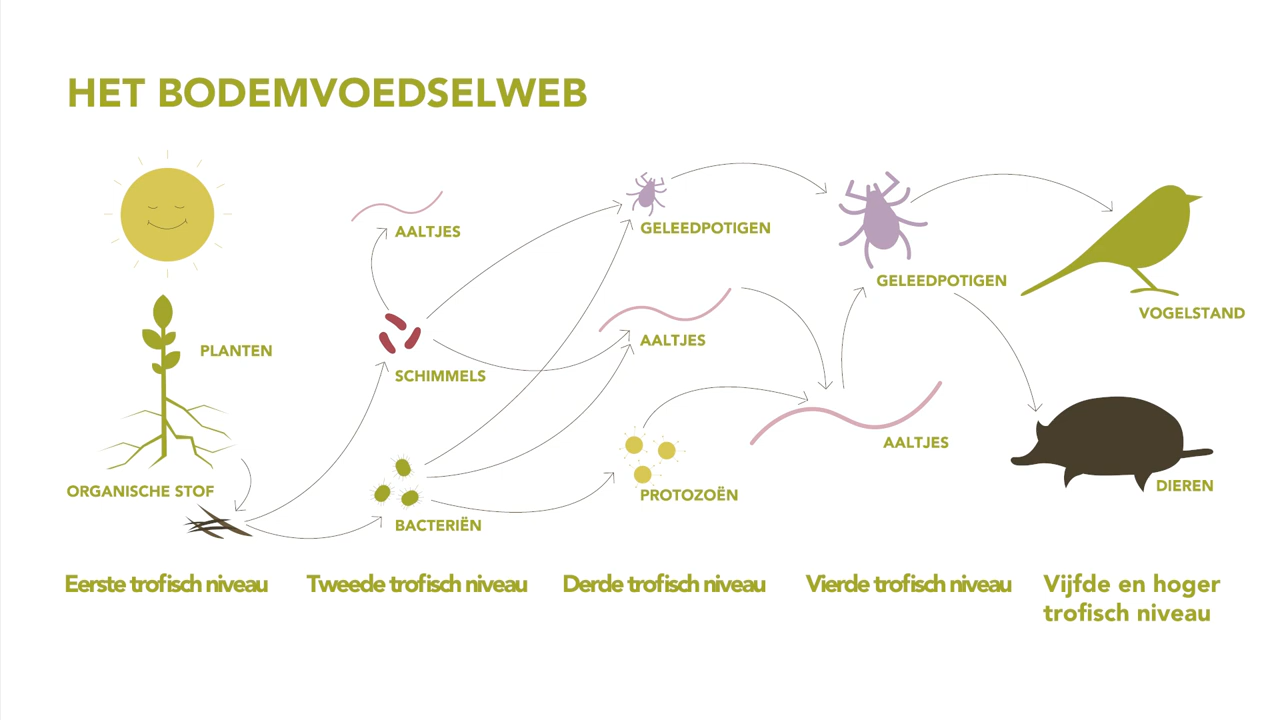 HET BODEMVOEDSELWEB
AALTJES
GELEEDPOTIGEN
GELEEDPOTIGEN
VOGELSTAND
PLANTEN
AALTJES
SCHIMMELS
AALTJES
ORGANISCHE STOF
PROTOZOËN
DIEREN
BACTERIËN
Eerste trofisch niveau
Tweede trofisch niveau
Derde trofisch niveau
Vierde trofisch niveau
Vijfde en hoger
trofisch niveau